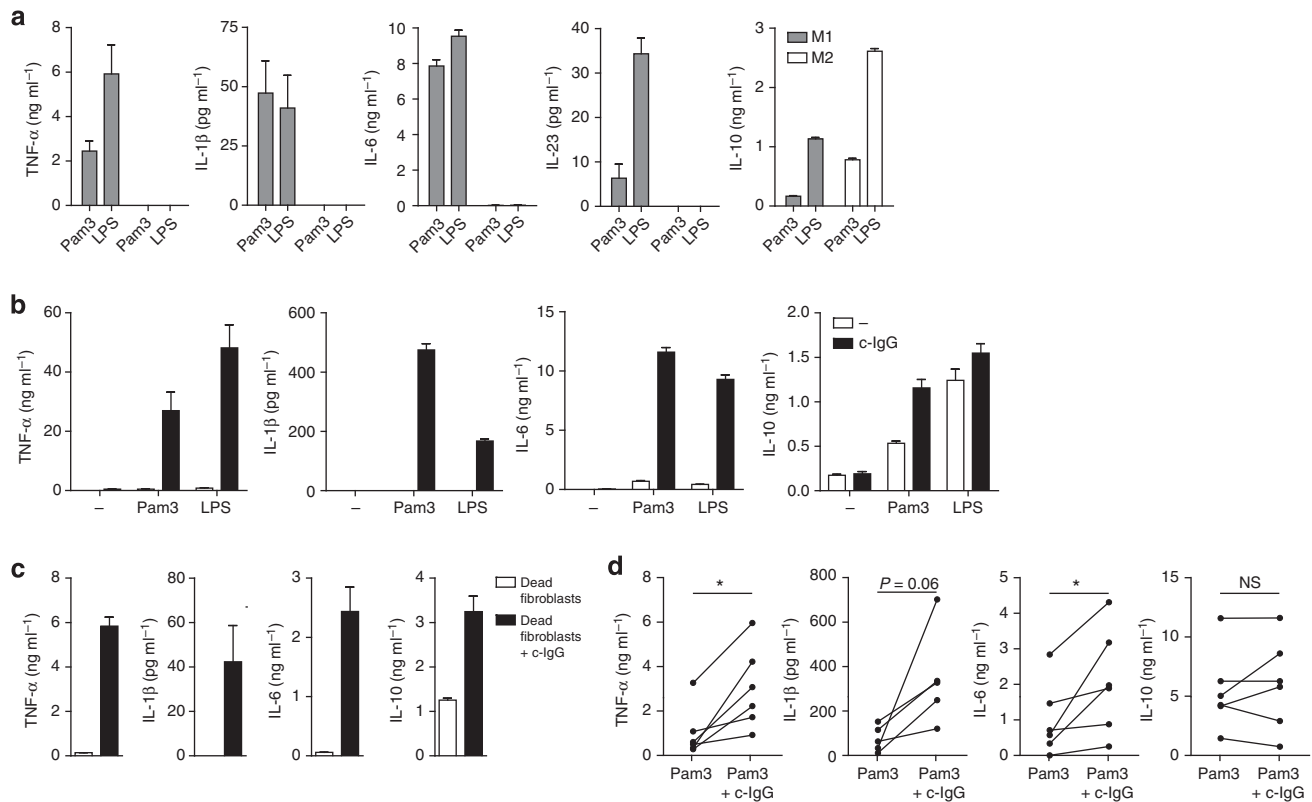 a
TNF-α (ng ml⁻¹)
8
6
4
2
0
Pam3
LPS
Pam3
LPS
IL-1β (pg ml⁻¹)
75
50
25
0
Pam3
LPS
Pam3
LPS
IL-6 (ng ml⁻¹)
10
8
6
4
2
0
Pam3
LPS
Pam3
LPS
IL-23 (pg ml⁻¹)
40
30
20
10
0
Pam3
LPS
Pam3
LPS
IL-10 (ng ml⁻¹)
3
2
1
0
M1
M2
Pam3
LPS
Pam3
LPS
b
TNF-α (ng ml⁻¹)
60
40
20
0
– Pam3 LPS
IL-1β (pg ml⁻¹)
600
400
200
0
– Pam3 LPS
IL-6 (ng ml⁻¹)
15
10
5
0
– Pam3 LPS
IL-10 (ng ml⁻¹)
2.0
1.5
1.0
0.5
0.0
–
c-IgG
– Pam3 LPS
c
TNF-α (ng ml⁻¹)
8
6
4
2
0
IL-1β (pg ml⁻¹)
80
60
40
20
0
IL-6 (ng ml⁻¹)
3
2
1
0
IL-10 (ng ml⁻¹)
4
3
2
1
0
Dead
fibroblasts
Dead
fibroblasts
+ c-IgG
d
TNF-α (ng ml⁻¹)
8
6
4
2
0
*
Pam3 Pam3
+ c-IgG
IL-1β (pg ml⁻¹)
800
600
400
200
0
P = 0.06
Pam3 Pam3
+ c-IgG
IL-6 (ng ml⁻¹)
5
4
3
2
1
0
*
Pam3 Pam3
+ c-IgG
IL-10 (ng ml⁻¹)
15
10
5
0
NS
Pam3 Pam3
+ c-IgG